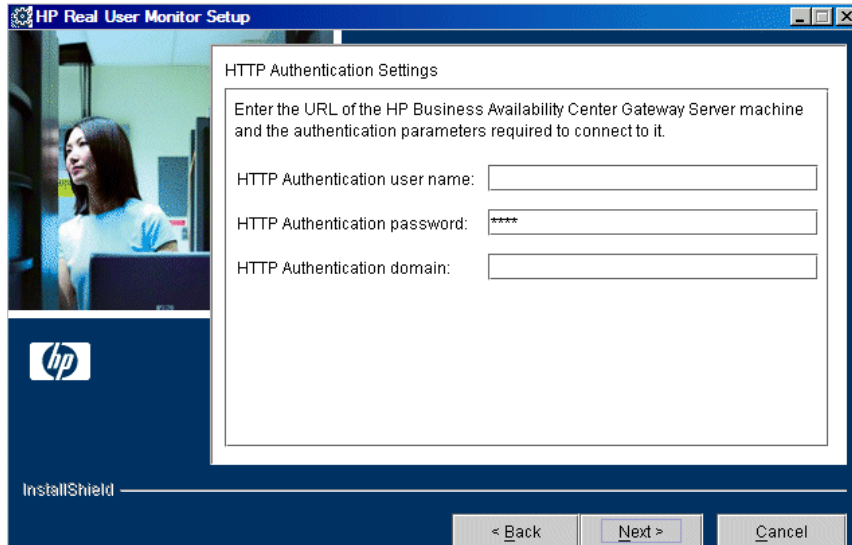 HP Real User Monitor Setup
HTTP Authentication Settings
Enter the URL of the HP Business Availability Center Gateway Server machine
and the authentication parameters required to connect to it.
HTTP Authentication user name:
HTTP Authentication password: ****
HTTP Authentication domain:
hp
InstallShield
< Back Next > Cancel